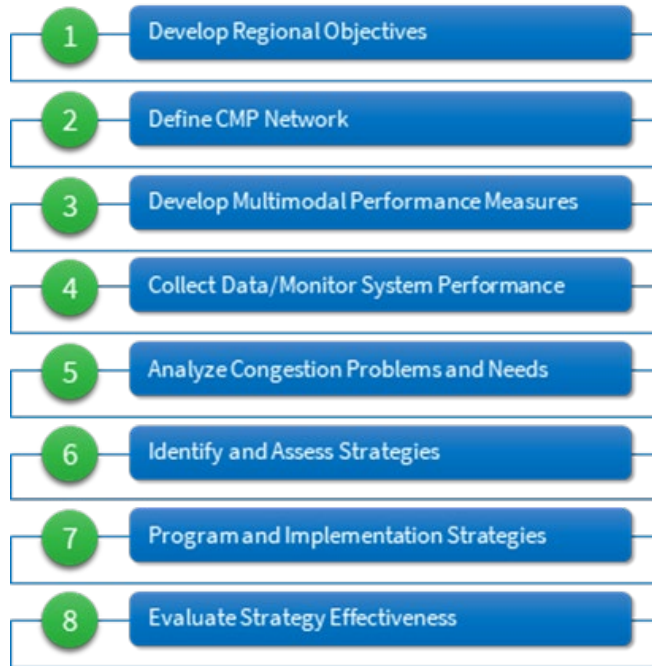 1 Develop Regional Objectives
2 Define CMP Network
3 Develop Multimodal Performance Measures
4 Collect Data/Monitor System Performance
5 Analyze Congestion Problems and Needs
6 Identify and Assess Strategies
7 Program and Implementation Strategies
8 Evaluate Strategy Effectiveness